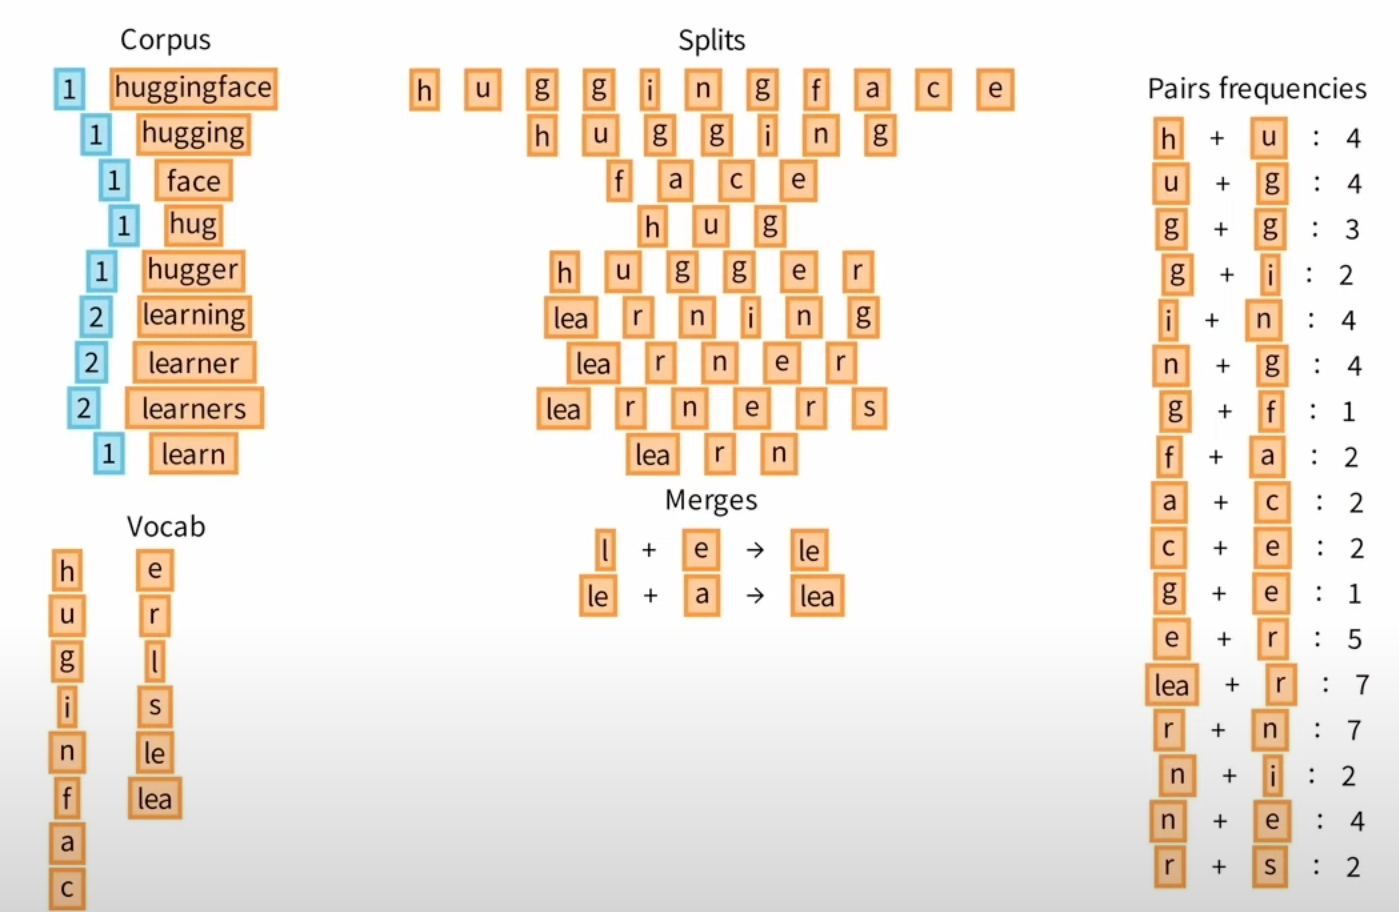 Corpus
1 huggingface
1 hugging
1 face
1 hug
1 hugger
2 learning
2 learner
2 learners
1 learn
Vocab
h e
u r
g l
i s
n le
f lea
a
c
Splits
h u g g i n g f a c e
h u g g i n g
f a c e
h u g
h u g g e r
lea r n i n g
lea r n e r
lea r n e r s
lea r n
Merges
l + e → le
le + a → lea
Pairs frequencies
h + u : 4
u + g : 4
g + g : 3
g + i : 2
i + n : 4
n + g : 4
g + f : 1
f + a : 2
a + c : 2
c + e : 2
g + e : 1
e + r : 5
lea + r : 7
r + n : 7
n + i : 2
n + e : 4
r + s : 2